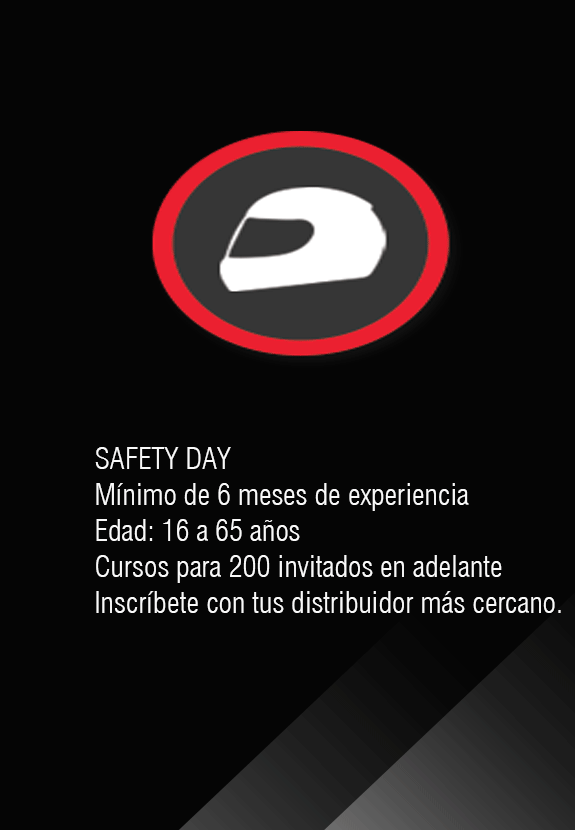 SAFETY DAY
Mínimo de 6 meses de experiencia
Edad: 16 a 65 años
Cursos para 200 invitados en adelante
Inscríbete con tus distribuidor más cercano.